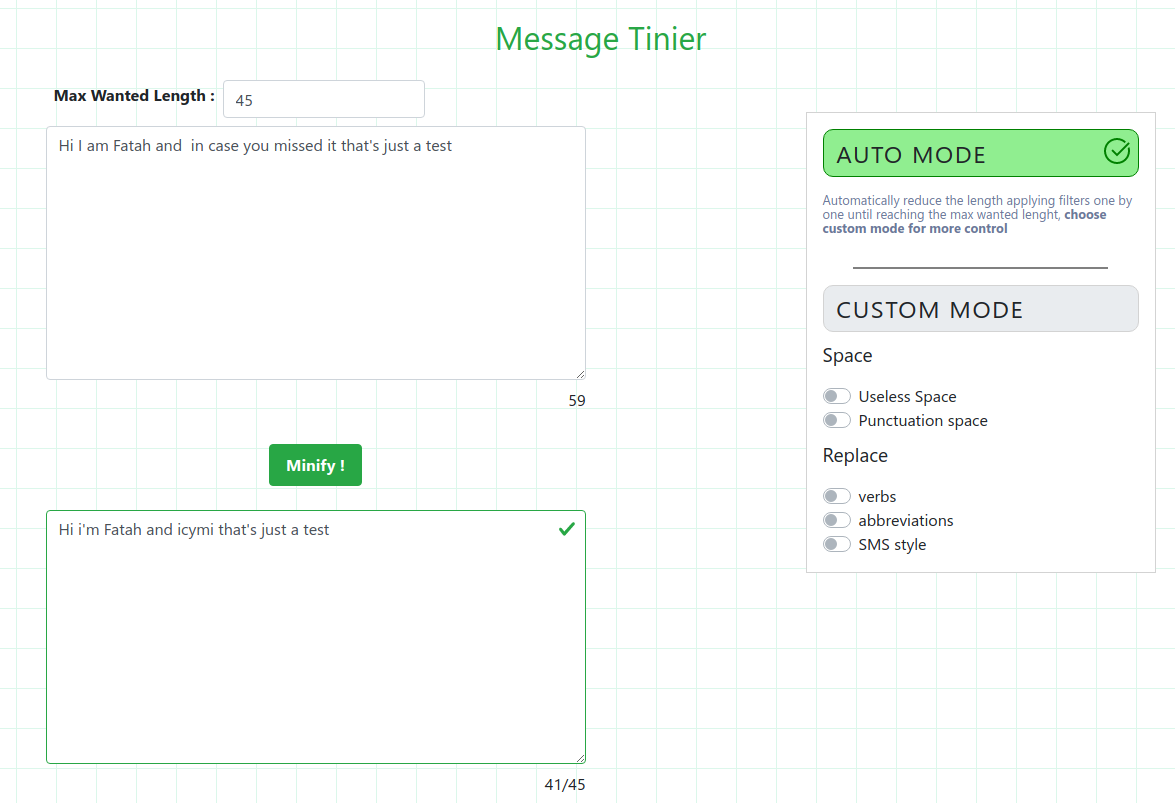 Message Tinier
Max Wanted Length :
45
Hi I am Fatah and  in case you missed it that's just a test
59
Minify !
Hi i'm Fatah and icymi that's just a test
41/45
AUTO MODE
Automatically reduce the length applying filters one by
one until reaching the max wanted lenght, choose
custom mode for more control
CUSTOM MODE
Space
Useless Space
Punctuation space
Replace
verbs
abbreviations
SMS style